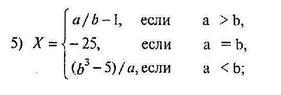 a/b – 1, если a > b,
5) X = { – 25, если a = b,
(b³ – 5)/a, если a < b;